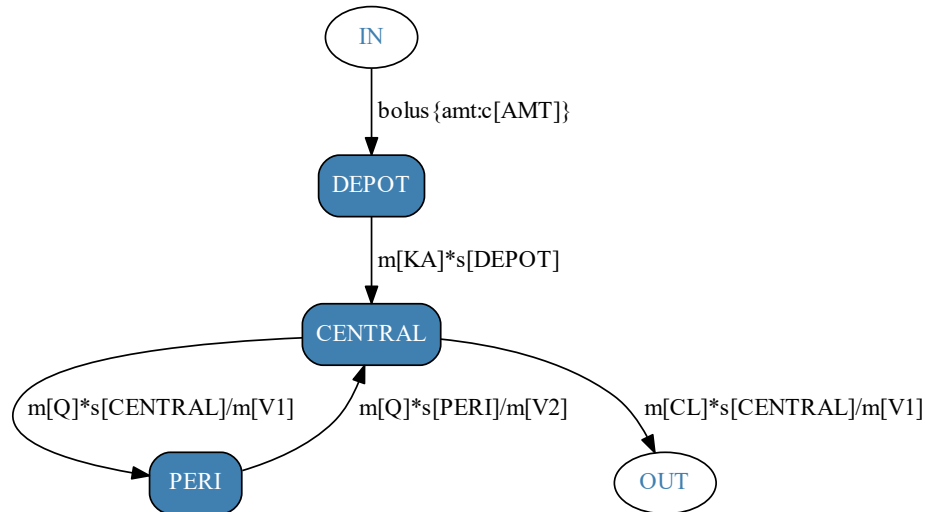 IN
bolus{amt:c[AMT]}
DEPOT
m[KA]*s[DEPOT]
CENTRAL
m[Q]*s[CENTRAL]/m[V1]
m[Q]*s[PERI]/m[V2]
m[CL]*s[CENTRAL]/m[V1]
PERI
OUT